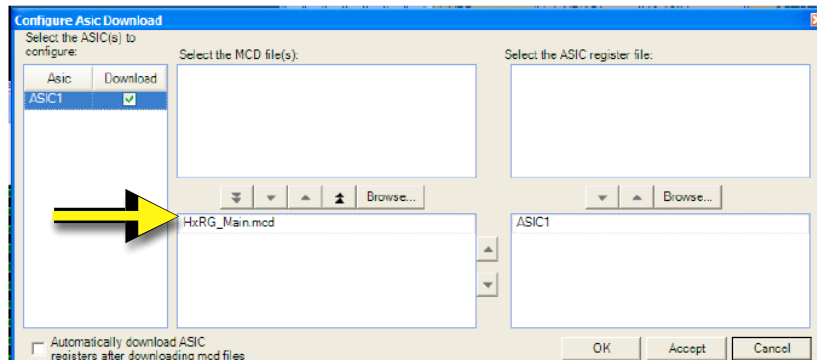 Configure Asic Download
Select the ASIC(s) to
configure:
Select the MCD file(s):
Select the ASIC register file:
Asic
Download
ASIC1
Browse...
Browse...
HxRG_Main.mcd
ASIC1
Automatically download ASIC
registers after downloading mcd files
OK
Accept
Cancel